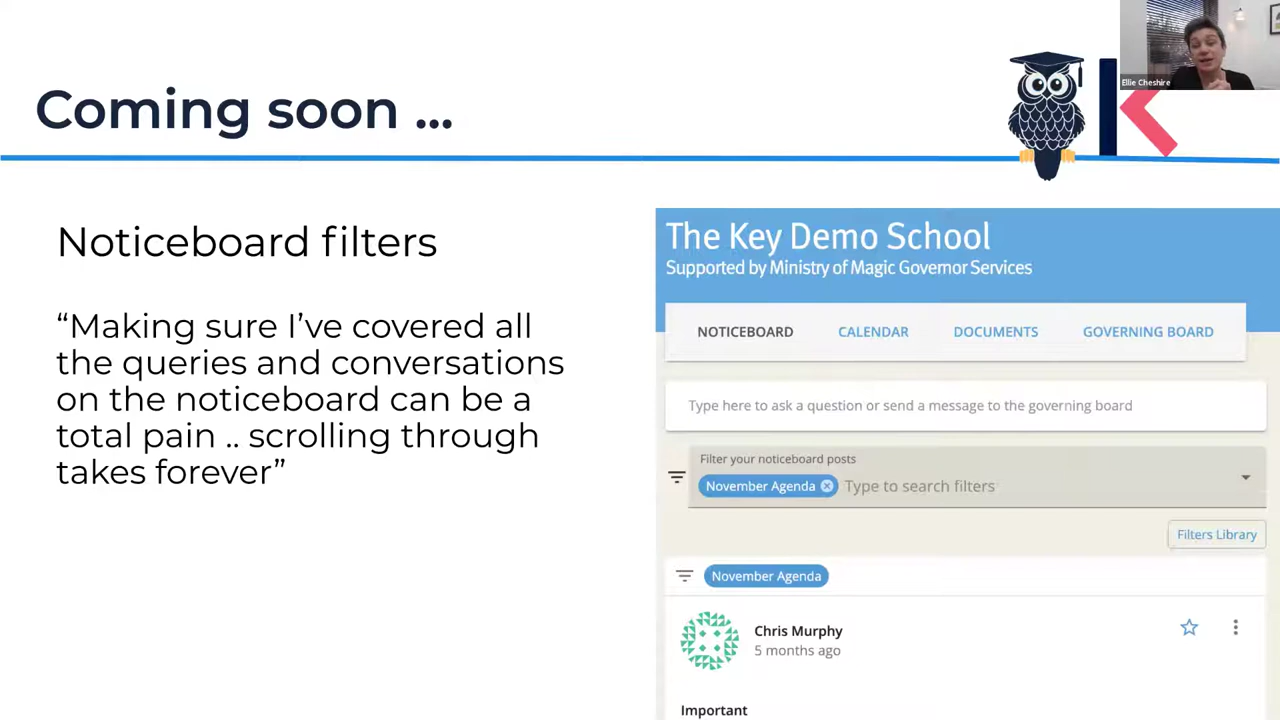 Ellie Cheshire
Coming soon ...
K
Noticeboard filters
“Making sure I’ve covered all
the queries and conversations
on the noticeboard can be a
total pain .. scrolling through
takes forever”
The Key Demo School
Supported by Ministry of Magic Governor Services
NOTICEBOARD CALENDAR DOCUMENTS GOVERNING BOARD
Type here to ask a question or send a message to the governing board
Filter your noticeboard posts
November Agenda Type to search filters
Filters Library
November Agenda
Chris Murphy
5 months ago
Important